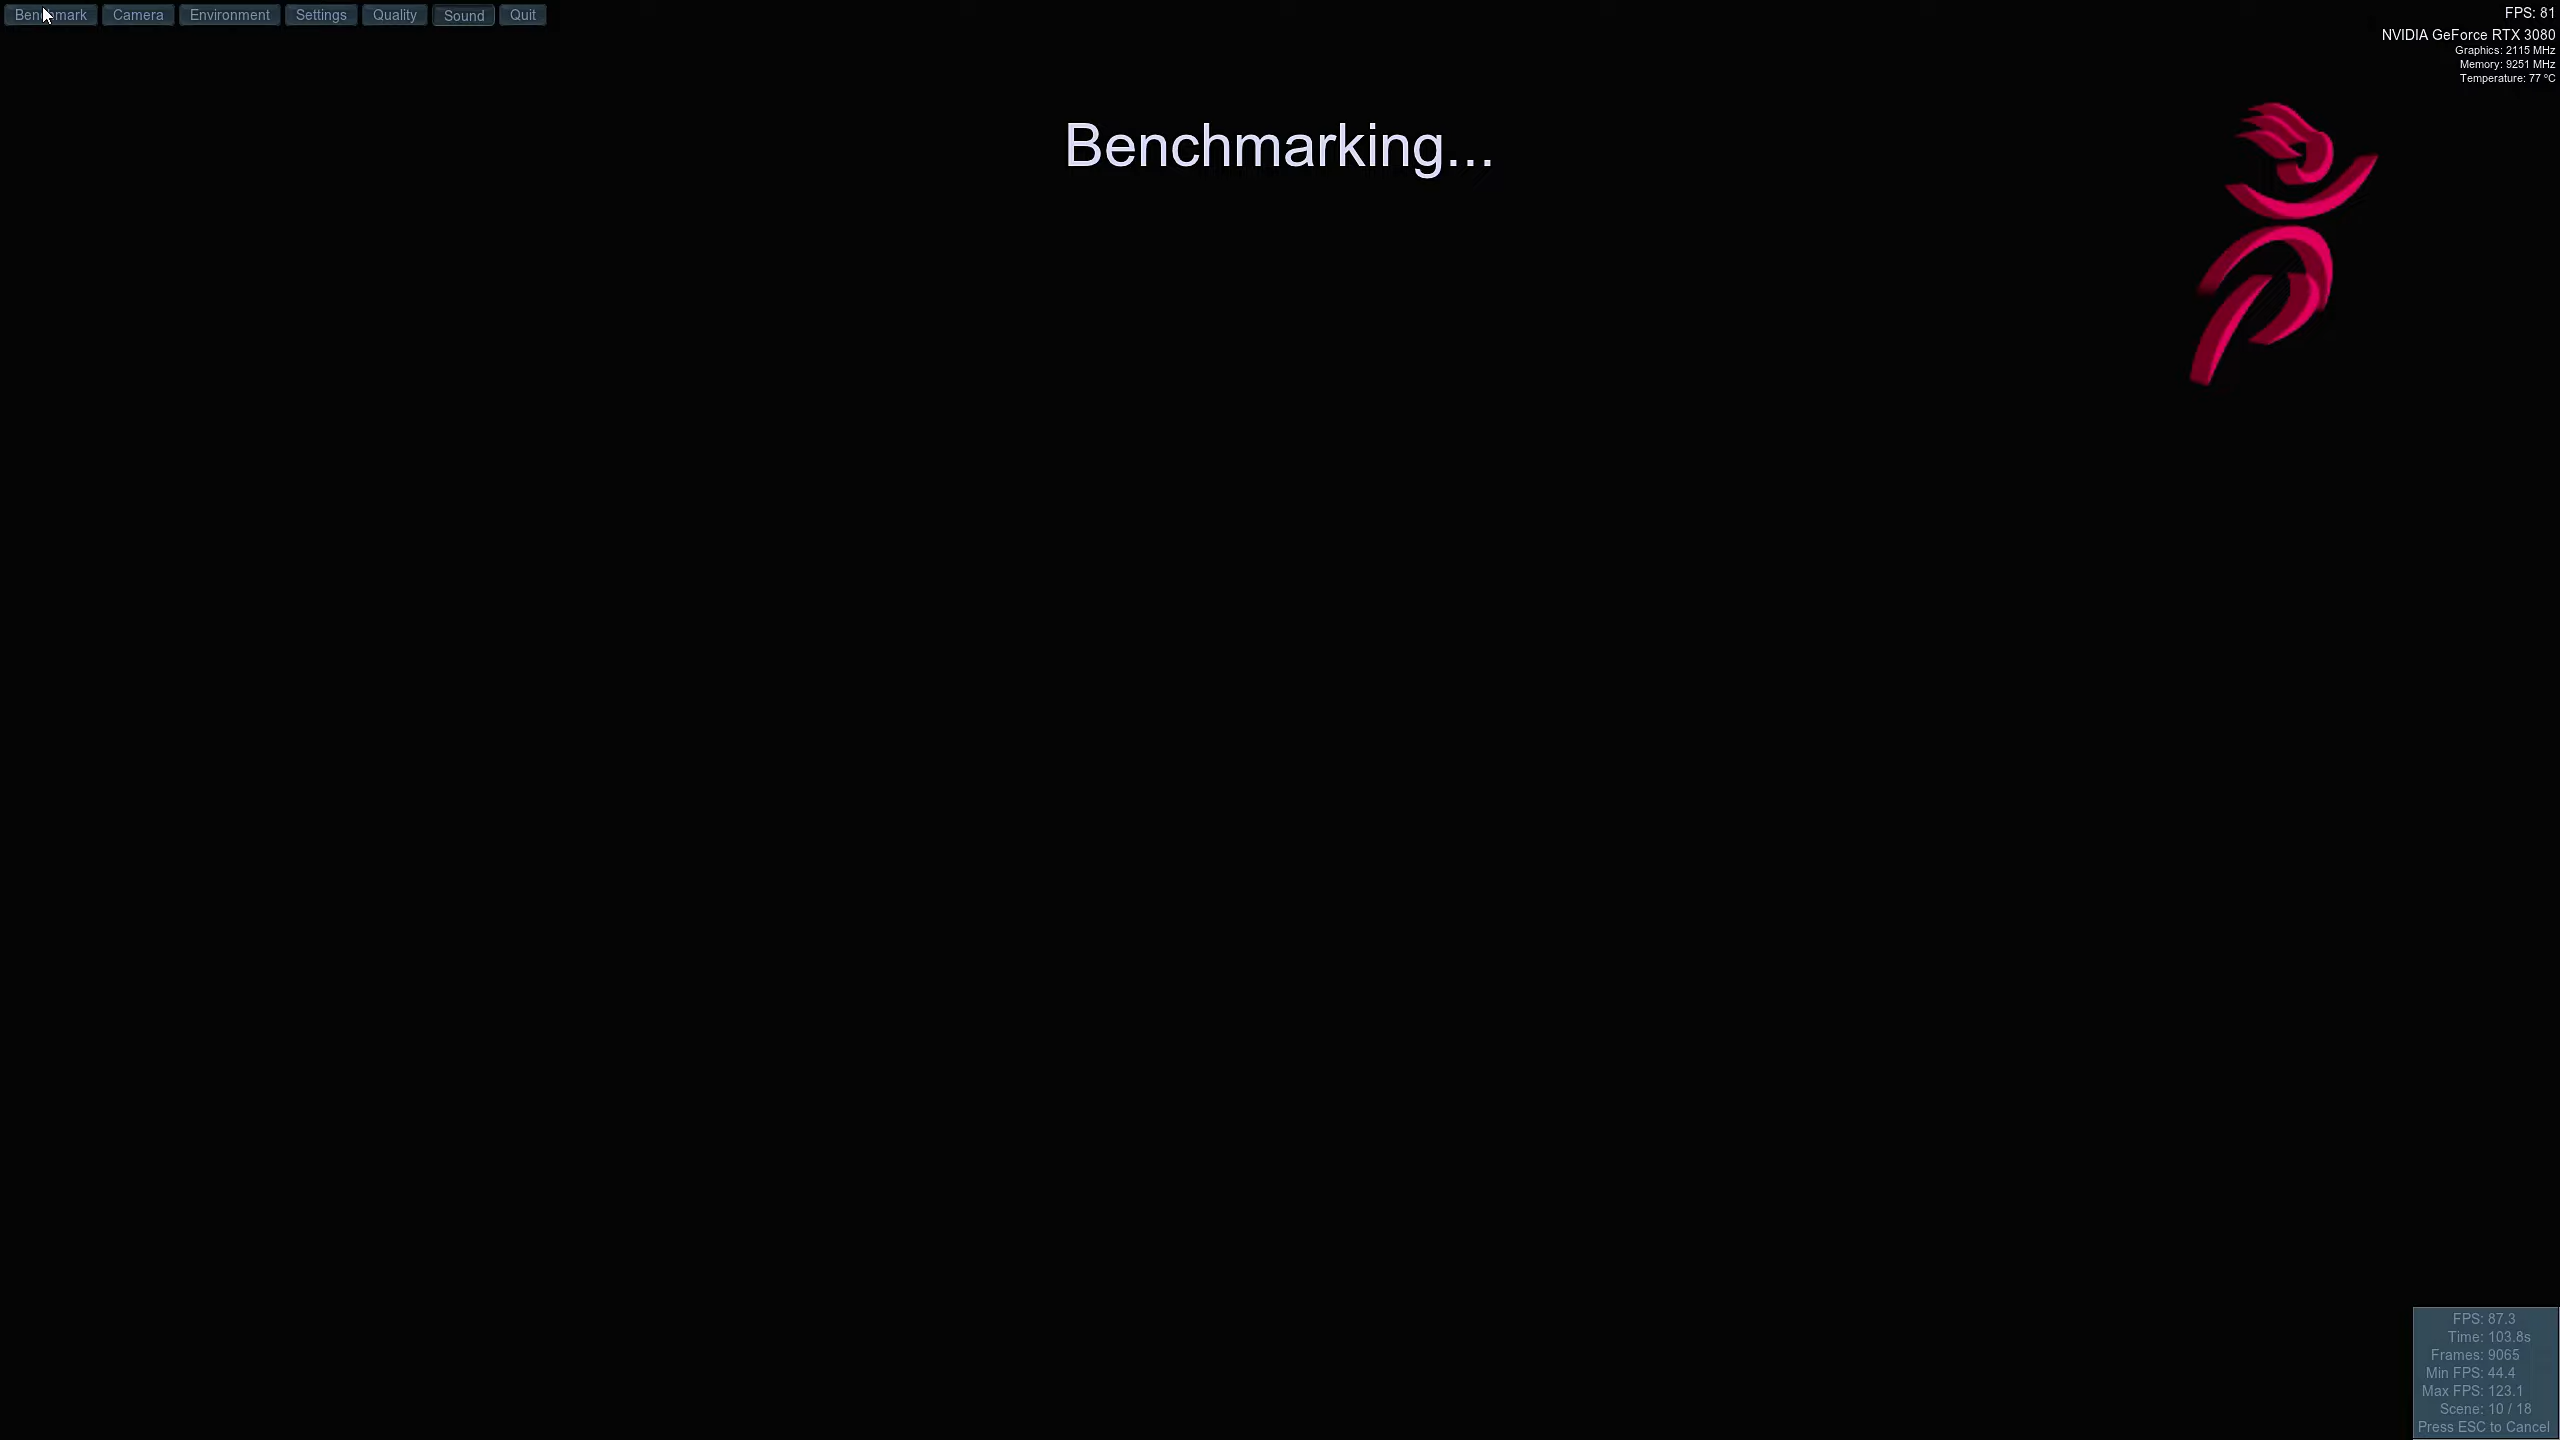 Benchmark Camera Environment Settings Quality Sound Quit
FPS: 81
NVIDIA GeForce RTX 3080
Graphics: 2115 MHz
Memory: 9251 MHz
Temperature: 77 °C
Benchmarking...
FPS: 87.3
Time: 103.8s
Frames: 9065
Min FPS: 44.4
Max FPS: 123.1
Scene: 10 / 18
Press ESC to Cancel